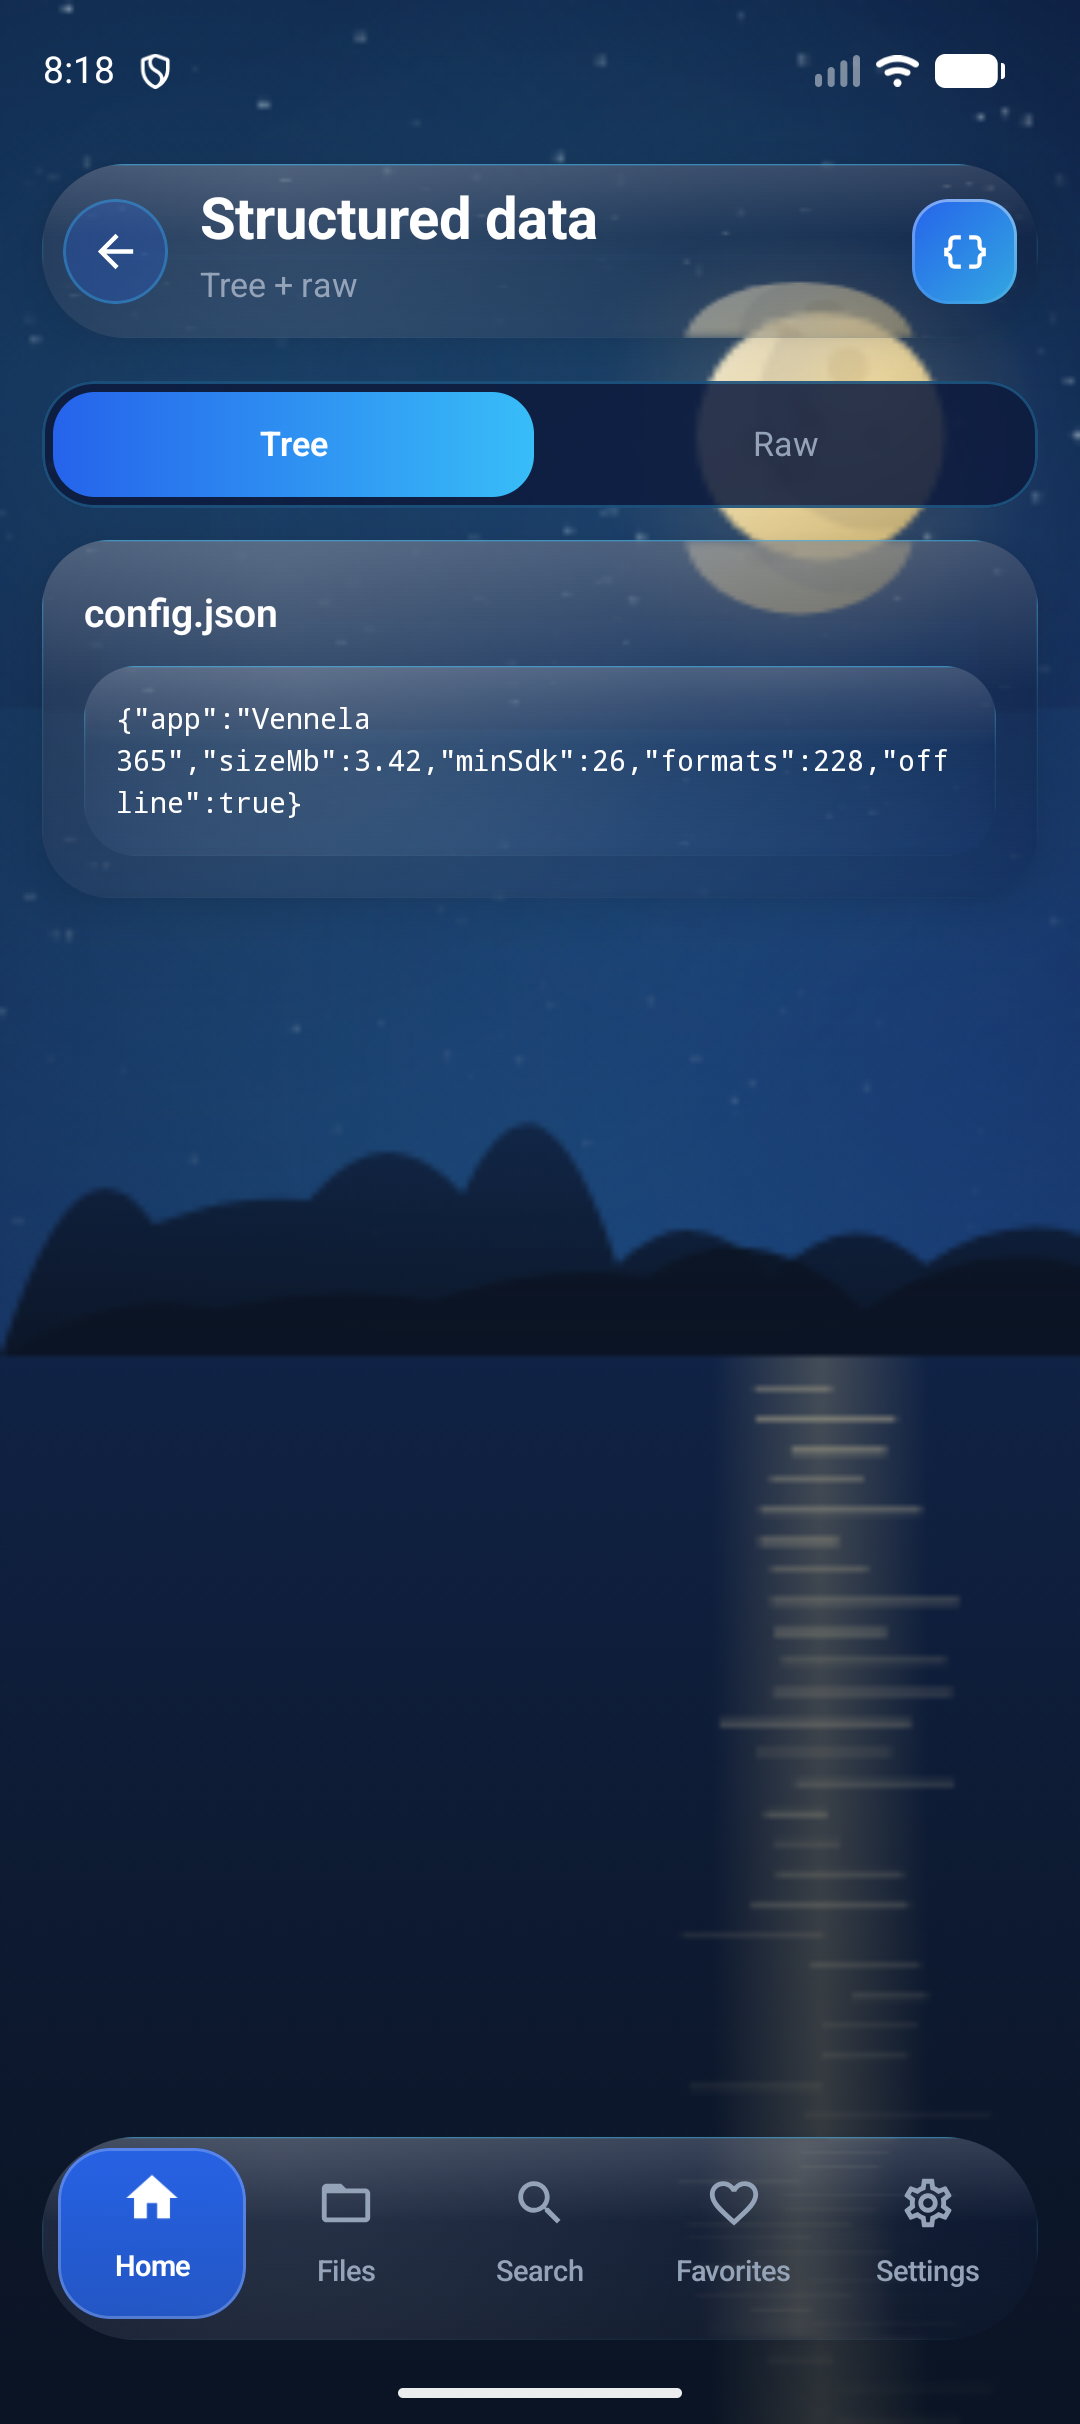 8:18
Structured data
Tree + raw
Tree
Raw
config.json
{"app":"Vennela
365","sizeMb":3.42,"minSdk":26,"formats":228,"off
line":true}
Home
Files
Search
Favorites
Settings